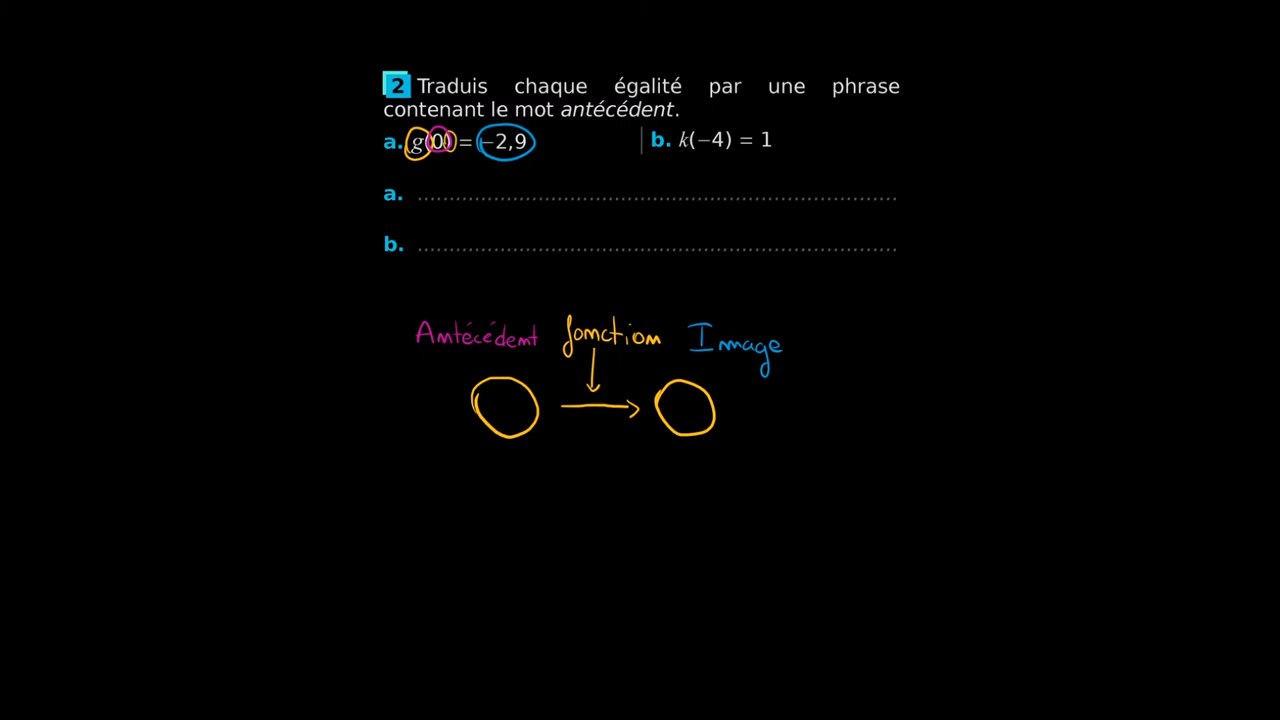 2 Traduis chaque égalité par une phrase
contenant le mot antécédent.
a. g(0) = −2,9 b. k(−4) = 1
a. ............................................................................
b. ............................................................................
Antécédent fonction Image